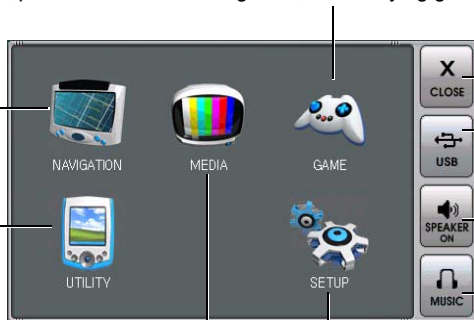 X
CLOSE
NAVIGATION
MEDIA
GAME
USB
SPEAKER
ON
UTILITY
SETUP
MUSIC